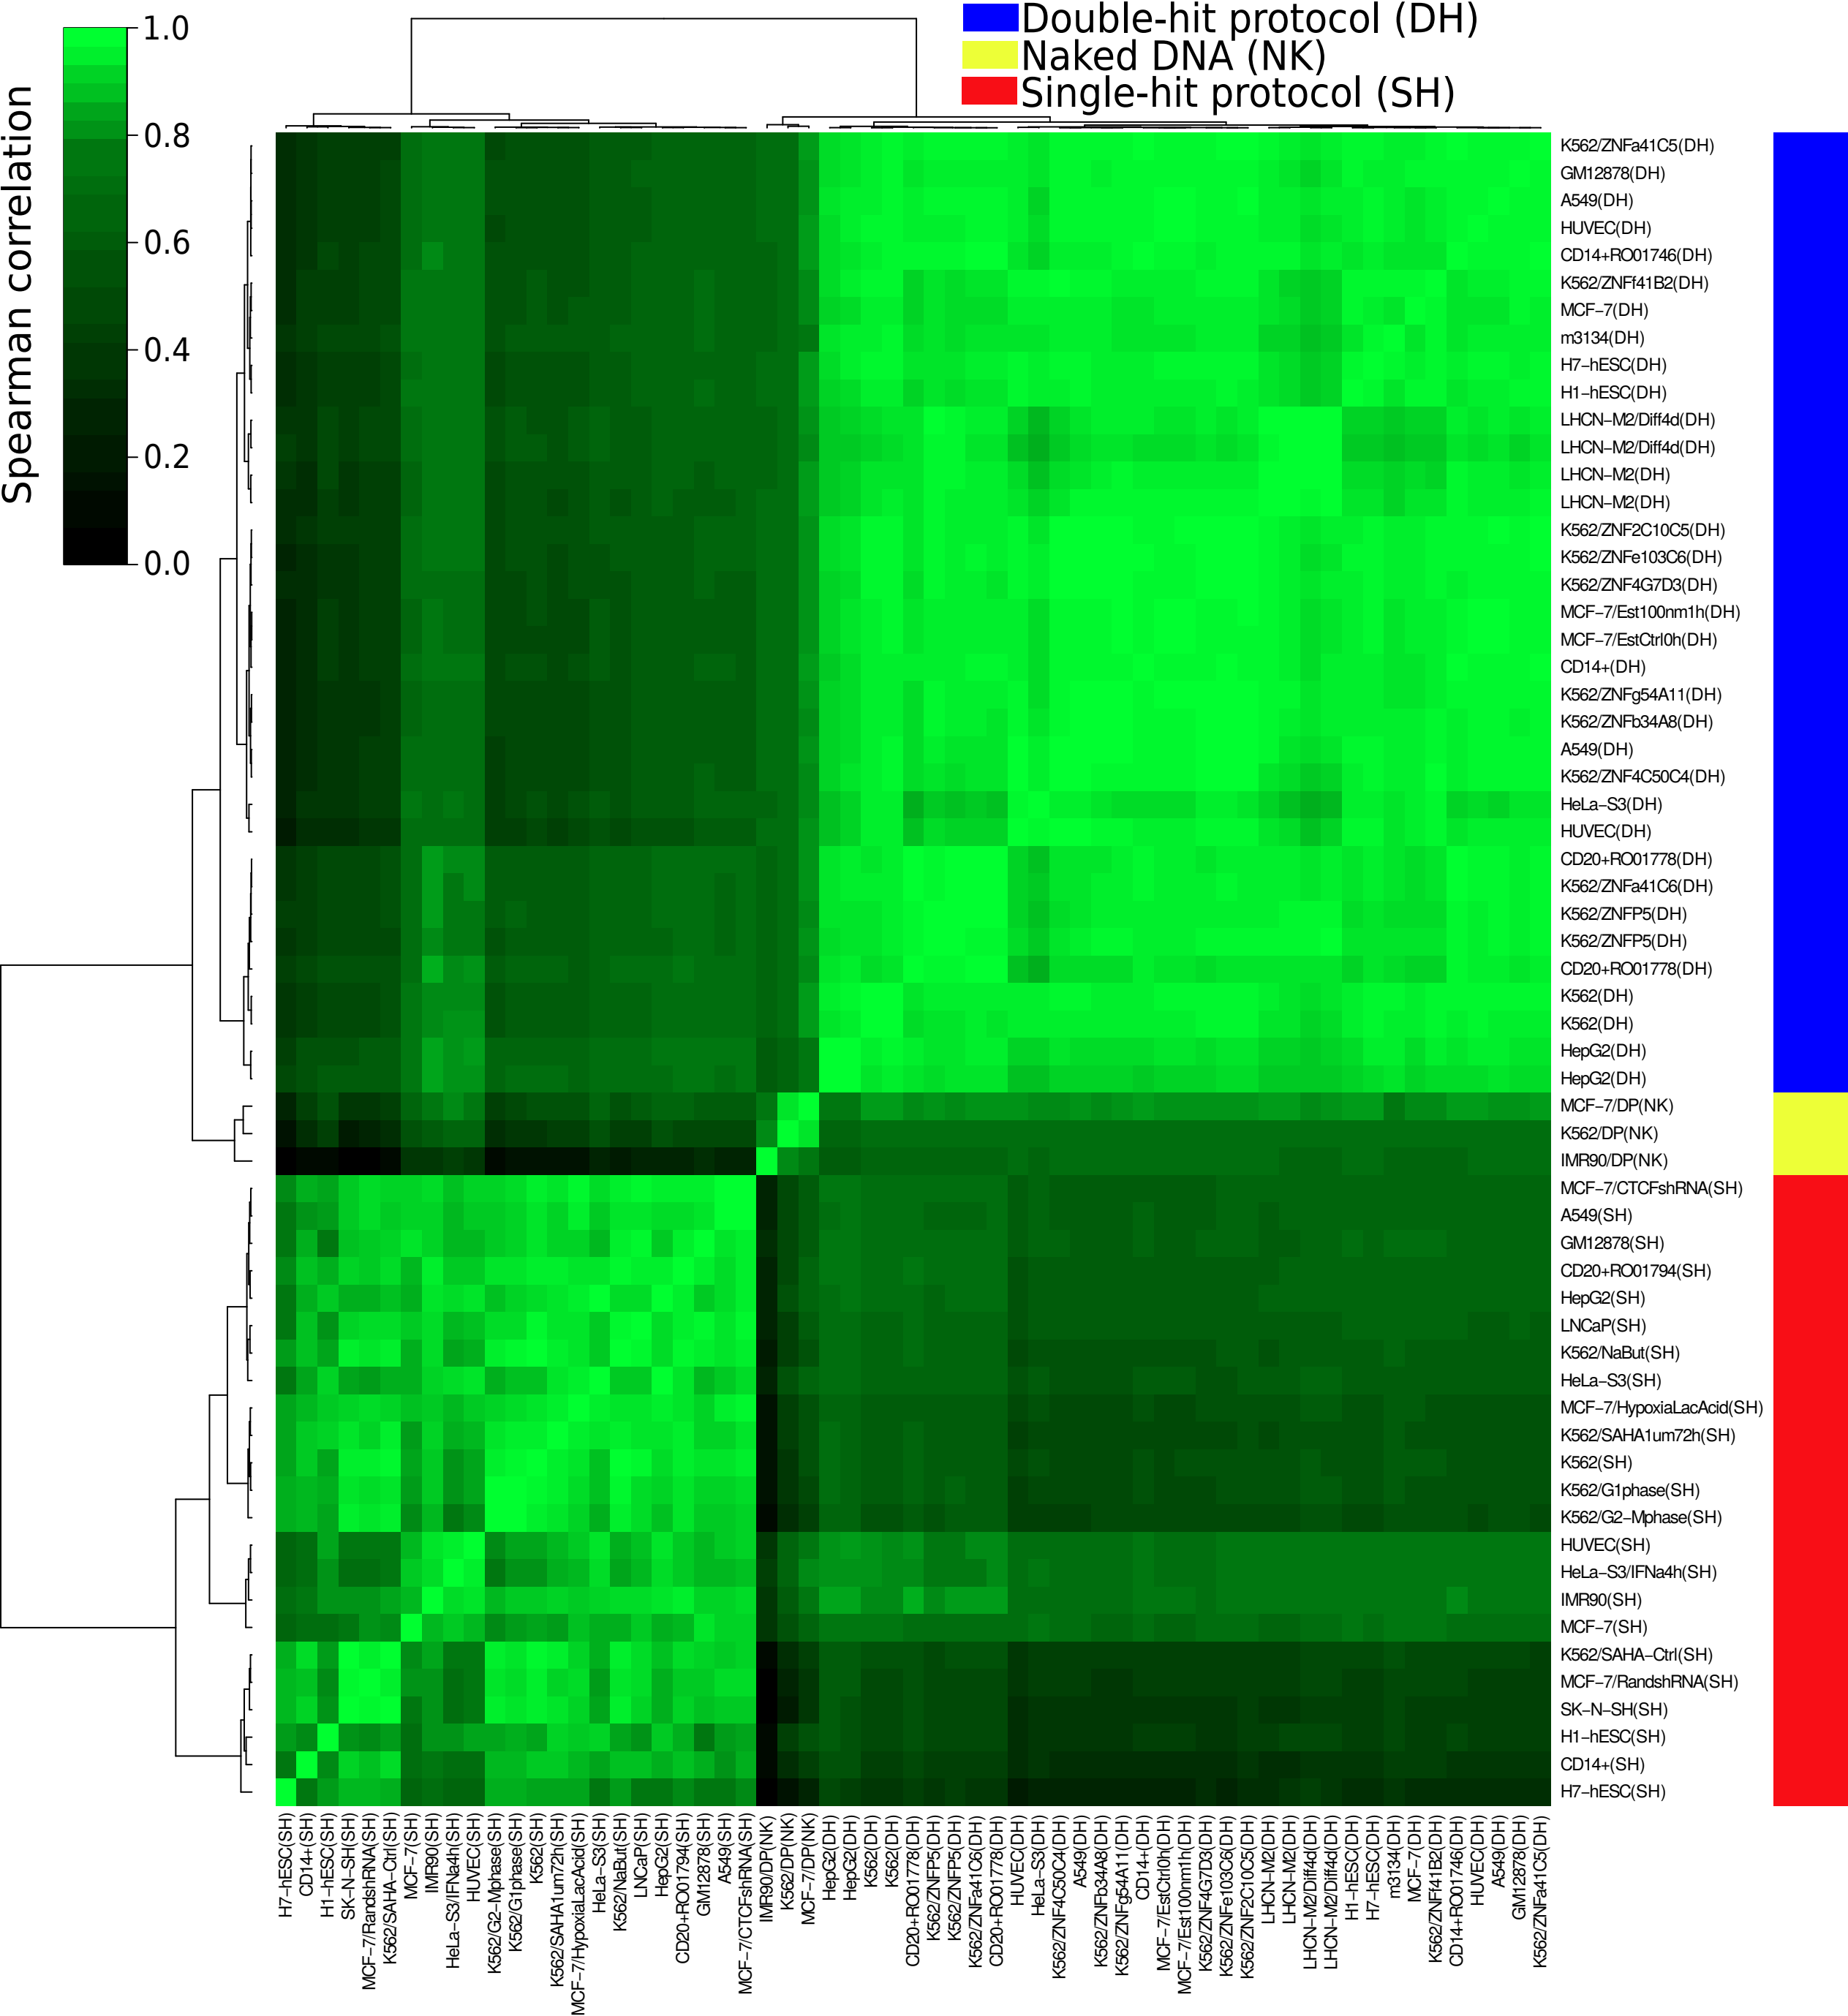 Double-hit protocol (DH)
Naked DNA (NK)
Single-hit protocol (SH)
Spearman correlation
1.0
0.8
0.6
0.4
0.2
0.0
K562/ZNFa41C5(DH)
GM12878(DH)
A549(DH)
HUVEC(DH)
CD14+RO01746(DH)
K562/ZNFf41B2(DH)
MCF−7(DH)
m3134(DH)
H7−hESC(DH)
H1−hESC(DH)
LHCN−M2/Diff4d(DH)
LHCN−M2/Diff4d(DH)
LHCN−M2(DH)
LHCN−M2(DH)
K562/ZNF2C10C5(DH)
K562/ZNFe103C6(DH)
K562/ZNF4G7D3(DH)
MCF−7/Est100nm1h(DH)
MCF−7/EstCtrl0h(DH)
CD14+(DH)
K562/ZNFg54A11(DH)
K562/ZNFb34A8(DH)
A549(DH)
K562/ZNF4C50C4(DH)
HeLa−S3(DH)
HUVEC(DH)
CD20+RO01778(DH)
K562/ZNFa41C6(DH)
K562/ZNFP5(DH)
K562/ZNFP5(DH)
CD20+RO01778(DH)
K562(DH)
K562(DH)
HepG2(DH)
HepG2(DH)
MCF−7/DP(NK)
K562/DP(NK)
IMR90/DP(NK)
MCF−7/CTCFshRNA(SH)
A549(SH)
GM12878(SH)
CD20+RO01794(SH)
HepG2(SH)
LNCaP(SH)
K562/NaBut(SH)
HeLa−S3(SH)
MCF−7/HypoxiaLacAcid(SH)
K562/SAHA1um72h(SH)
K562(SH)
K562/G1phase(SH)
K562/G2−Mphase(SH)
HUVEC(SH)
HeLa−S3/IFNa4h(SH)
IMR90(SH)
MCF−7(SH)
K562/SAHA−Ctrl(SH)
MCF−7/RandshRNA(SH)
SK−N−SH(SH)
H1−hESC(SH)
CD14+(SH)
H7−hESC(SH)
H7−hESC(SH)
CD14+(SH)
H1−hESC(SH)
SK−N−SH(SH)
MCF−7/RandshRNA(SH)
K562/SAHA−Ctrl(SH)
MCF−7(SH)
IMR90(SH)
HeLa−S3/IFNa4h(SH)
HUVEC(SH)
K562/G2−Mphase(SH)
K562/G1phase(SH)
K562(SH)
K562/SAHA1um72h(SH)
MCF−7/HypoxiaLacAcid(SH)
HeLa−S3(SH)
K562/NaBut(SH)
LNCaP(SH)
HepG2(SH)
CD20+RO01794(SH)
GM12878(SH)
A549(SH)
MCF−7/CTCFshRNA(SH)
IMR90/DP(NK)
K562/DP(NK)
MCF−7/DP(NK)
HepG2(DH)
HepG2(DH)
K562(DH)
K562(DH)
CD20+RO01778(DH)
K562/ZNFP5(DH)
K562/ZNFP5(DH)
K562/ZNFa41C6(DH)
CD20+RO01778(DH)
HUVEC(DH)
HeLa−S3(DH)
K562/ZNF4C50C4(DH)
A549(DH)
K562/ZNFb34A8(DH)
K562/ZNFg54A11(DH)
CD14+(DH)
MCF−7/EstCtrl0h(DH)
MCF−7/Est100nm1h(DH)
K562/ZNF4G7D3(DH)
K562/ZNFe103C6(DH)
K562/ZNF2C10C5(DH)
LHCN−M2(DH)
LHCN−M2(DH)
LHCN−M2/Diff4d(DH)
LHCN−M2/Diff4d(DH)
H1−hESC(DH)
H7−hESC(DH)
m3134(DH)
MCF−7(DH)
K562/ZNFf41B2(DH)
CD14+RO01746(DH)
HUVEC(DH)
A549(DH)
GM12878(DH)
K562/ZNFa41C5(DH)